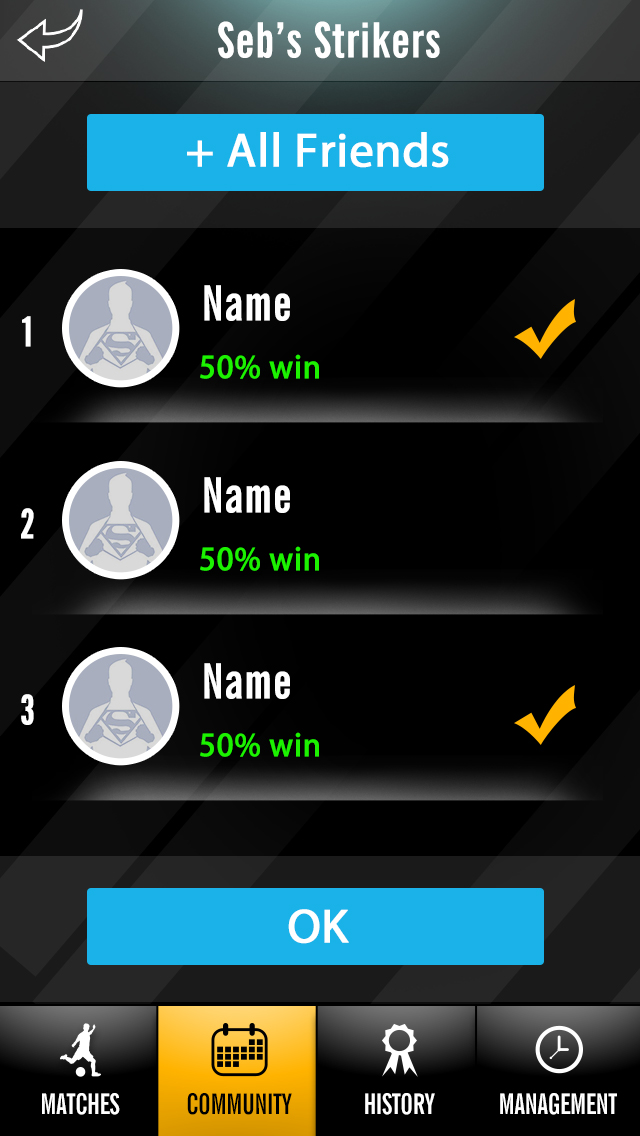 Seb's Strikers
+ All Friends
1
Name
50% win
2
Name
50% win
3
Name
50% win
OK
MATCHES
COMMUNITY
HISTORY
MANAGEMENT